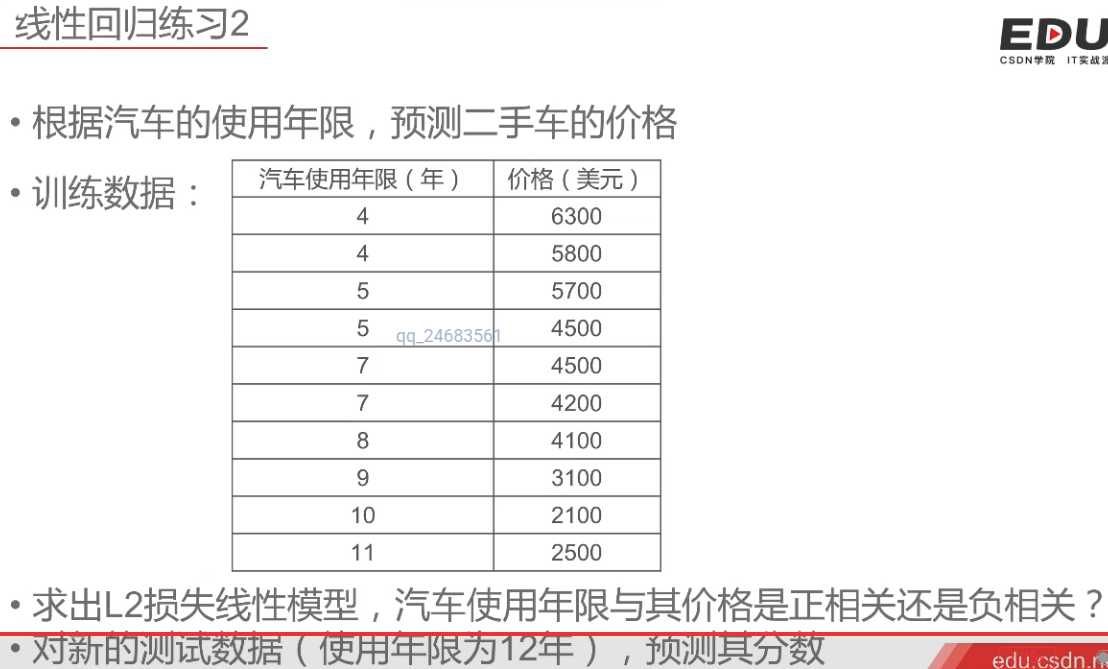 线性回归练习2
EDU
CSDN学院 IT实战派
• 根据汽车的使用年限，预测二手车的价格
• 训练数据：
汽车使用年限（年） 价格（美元）
4 6300
4 5800
5 5700
5 4500
qq_24683561
7 4500
7 4200
8 4100
9 3100
10 2100
11 2500
• 求出L2损失线性模型，汽车使用年限与其价格是正相关还是负相关？
• 对新的测试数据（使用年限为12年），预测其分数
edu.csdn.n